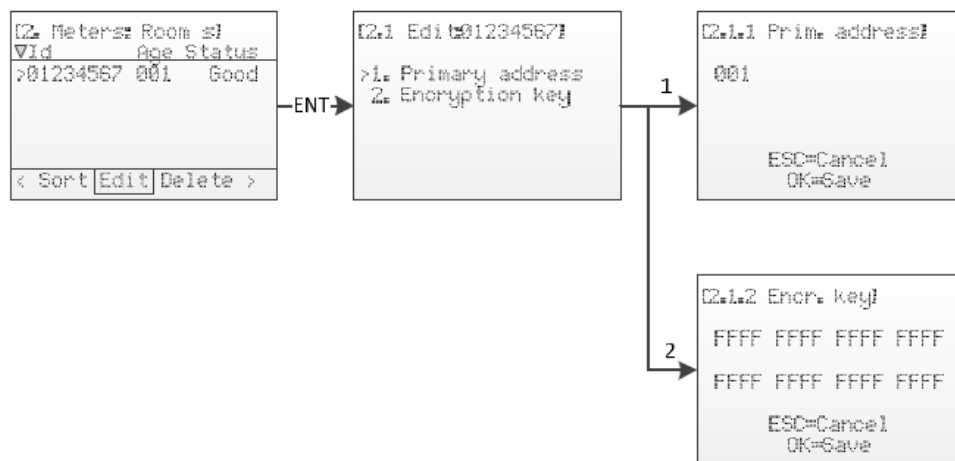 [2. Meters: Room s]
▽Id Age Status
>01234567 001 Good
< Sort Edit Delete >
ENT
[2.1 Edit:01234567]
>1. Primary address
2. Encryption key
1
[2.1.1 Prim. address]
001
ESC=Cancel
OK=Save
2
[2.1.2 Encr. key]
FFFF FFFF FFFF FFFF
FFFF FFFF FFFF FFFF
ESC=Cancel
OK=Save